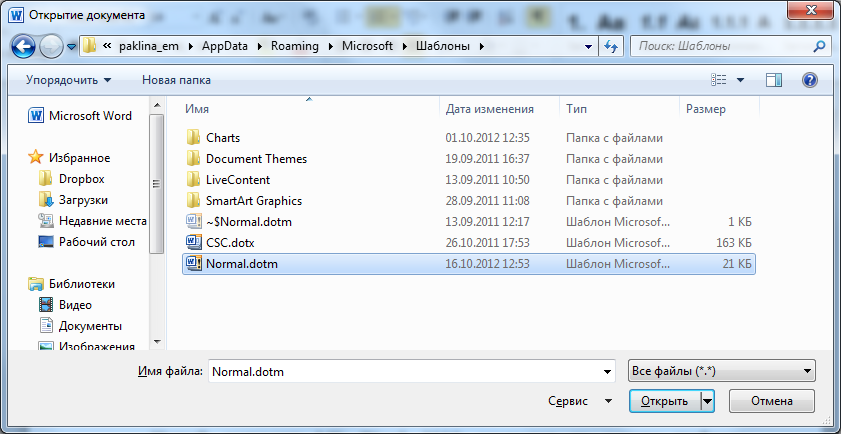 Открытие документа
« paklina_em ▸ AppData ▸ Roaming ▸ Microsoft ▸ Шаблоны ▸
Поиск: Шаблоны
Упорядочить Новая папка
Имя Дата изменения Тип Размер
Microsoft Word
Избранное
Dropbox
Загрузки
Недавние места
Рабочий стол
Библиотеки
Видео
Документы
Изображения
Charts 01.10.2012 12:35 Папка с файлами
Document Themes 19.09.2011 16:37 Папка с файлами
LiveContent 13.09.2011 10:50 Папка с файлами
SmartArt Graphics 28.09.2011 11:08 Папка с файлами
~$Normal.dotm 13.09.2011 12:17 Шаблон Microsof... 1 КБ
CSC.dotx 26.10.2011 17:53 Шаблон Microsof... 163 КБ
Normal.dotm 16.10.2012 12:53 Шаблон Microsof... 21 КБ
Имя файла: Normal.dotm Все файлы (*.*)
Сервис Открыть Отмена